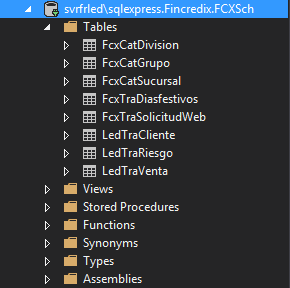 svrfrled\sqlexpress.Fincredix.FCXSch
Tables
FcxCatDivision
FcxCatGrupo
FcxCatSucursal
FcxTraDiasfestivos
FcxTraSolicitudWeb
LedTraCliente
LedTraRiesgo
LedTraVenta
Views
Stored Procedures
Functions
Synonyms
Types
Assemblies